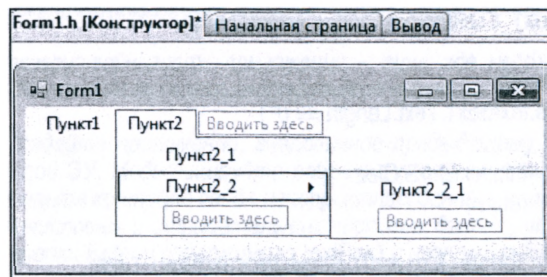 Form1.h [Конструктор]* Начальная страница Вывод
Form1
Пункт1 Пункт2 Вводить здесь
Пункт2_1
Пункт2_2 Пункт2_2_1
Вводить здесь Вводить здесь